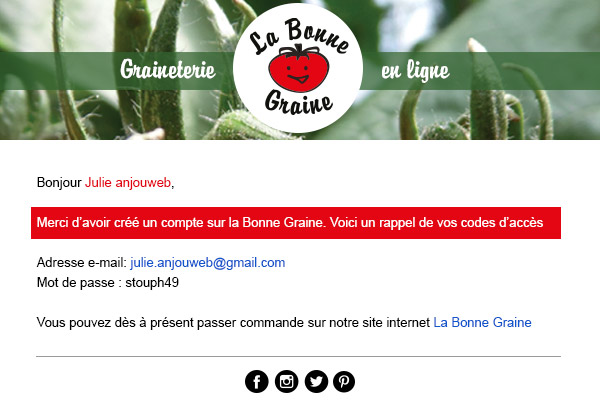 Graineterie
La Bonne
Graine
en ligne
Bonjour Julie anjouweb,
Merci d'avoir créé un compte sur la Bonne Graine. Voici un rappel de vos codes d'accès
Adresse e-mail: julie.anjouweb@gmail.com
Mot de passe : stouph49
Vous pouvez dès à présent passer commande sur notre site internet La Bonne Graine